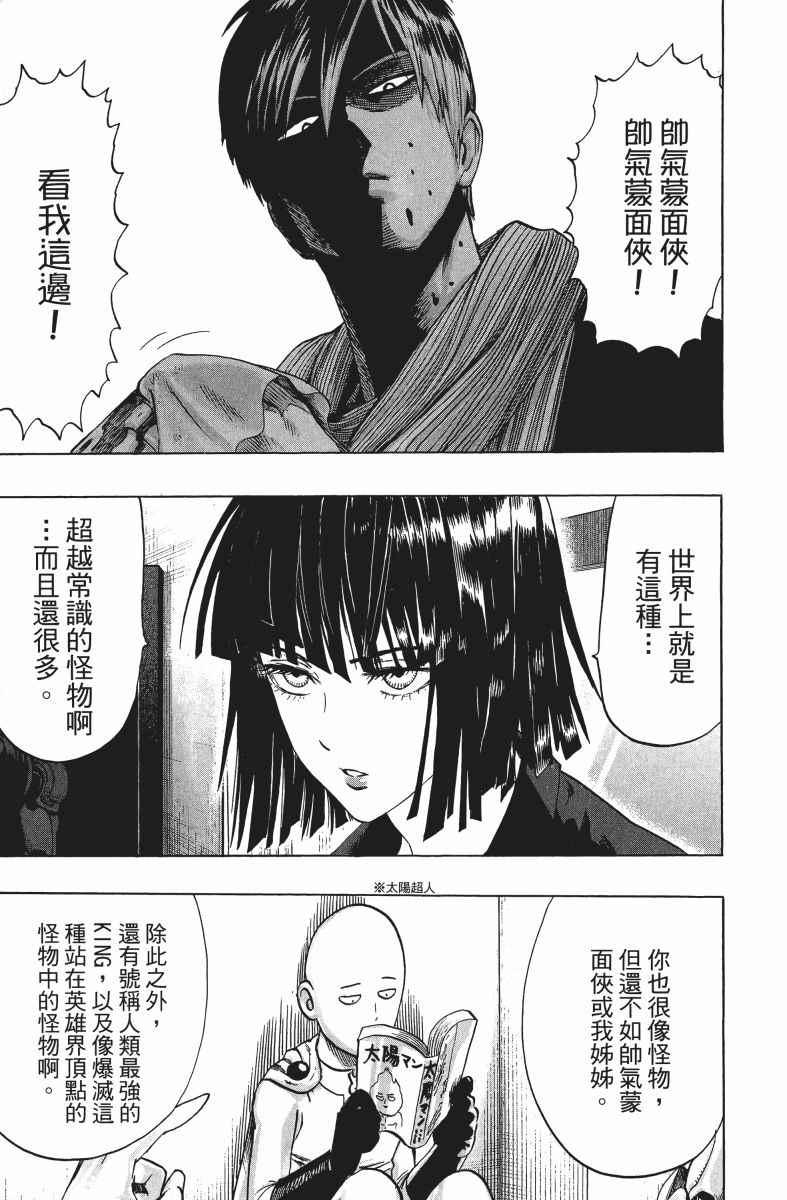 帥氣蒙面俠！
帥氣蒙面俠！
看我這邊！
世界上就是
有這種…
超越常識的怪物啊
…而且還很多。
※太陽超人
你也很像怪物，
但還不如帥氣蒙
面俠或我姊姊。
太陽マン
太陽マン
除此之外，
還有號稱人類最強的
KING，以及像爆滅這
種站在英雄界頂點的
怪物中的怪物啊。